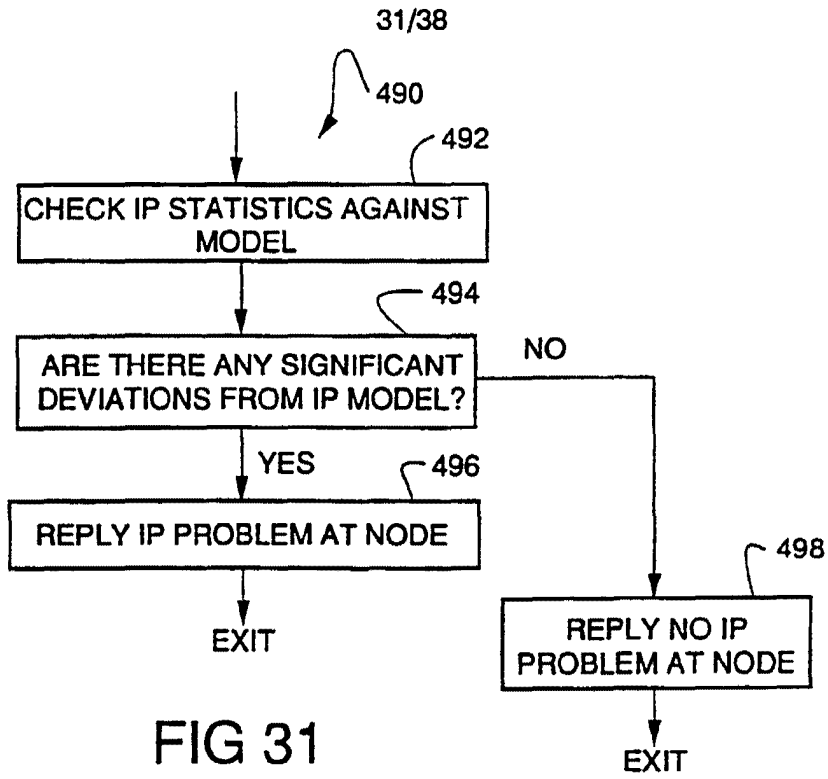 31/38
490
492
CHECK IP STATISTICS AGAINST
MODEL
494
ARE THERE ANY SIGNIFICANT
DEVIATIONS FROM IP MODEL?
NO
YES
496
REPLY IP PROBLEM AT NODE
EXIT
498
REPLY NO IP
PROBLEM AT NODE
EXIT
FIG 31